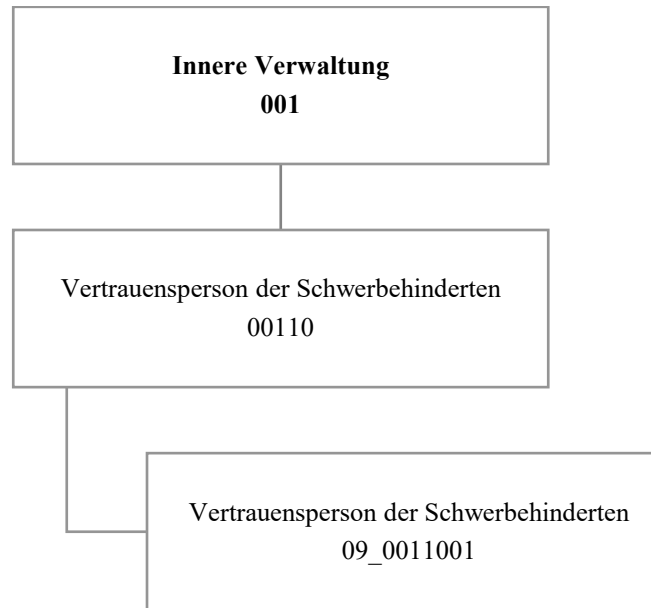 Innere Verwaltung
001
Vertrauensperson der Schwerbehinderten
00110
Vertrauensperson der Schwerbehinderten
09_0011001